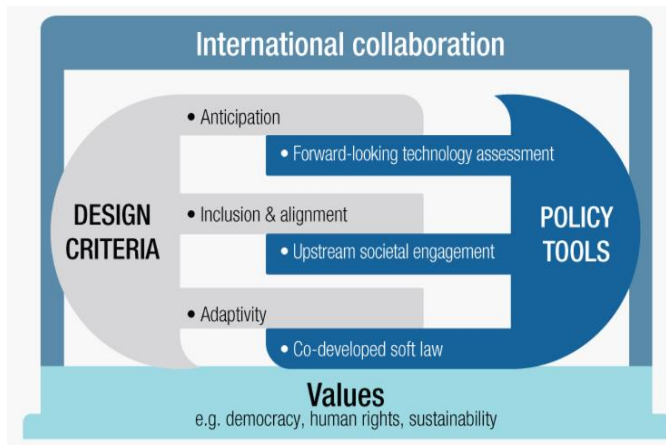 International collaboration
• Anticipation
• Forward-looking technology assessment
DESIGN
CRITERIA
• Inclusion & alignment
• Upstream societal engagement
POLICY
TOOLS
• Adaptivity
• Co-developed soft law
Values
e.g. democracy, human rights, sustainability